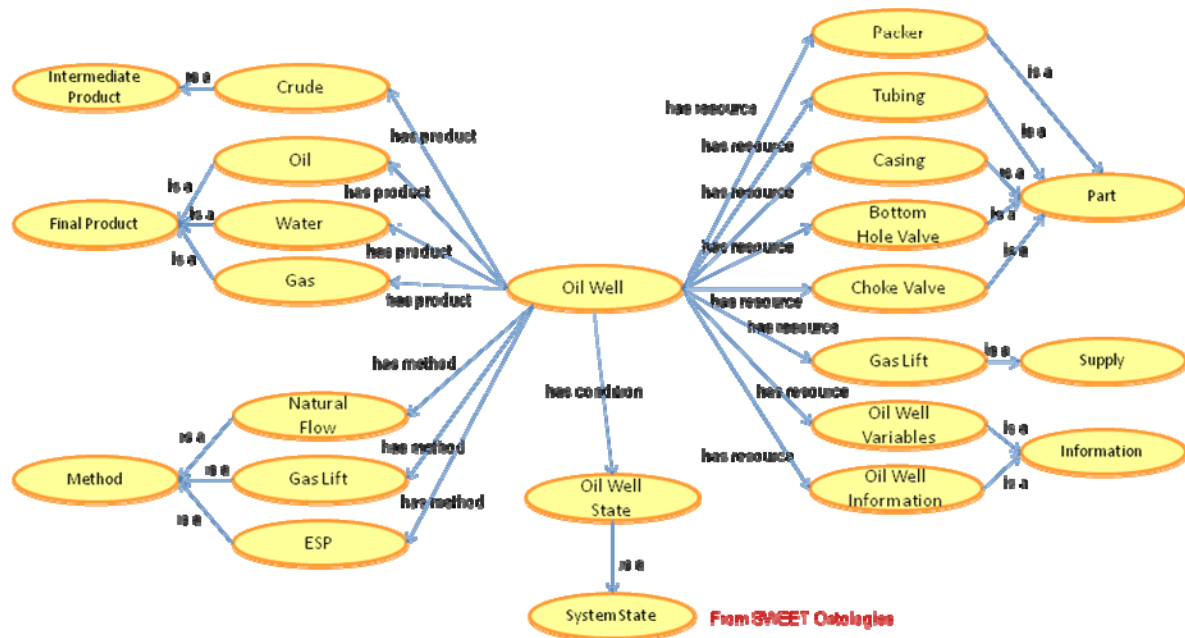 Packer
Intermediate
Product
is a
Crude
is a
has resource
Tubing
has product
is a
has resource
Oil
Casing
is a
is a
has product
has resource
Part
Final Product
is a
Water
Bottom
Hole Valve
is a
has product
has resource
is a
is a
Gas
Oil Well
Choke Valve
has product
has resource
has resource
Gas Lift
is a
Supply
has method
has condition
has resource
Natural
Flow
Oil Well
Variables
is a
is a
has method
has resource
Information
Method
is a
Gas Lift
Oil Well
State
Oil Well
Information
is a
has method
is a
ESP
is a
System State
From SWEET Ostologies